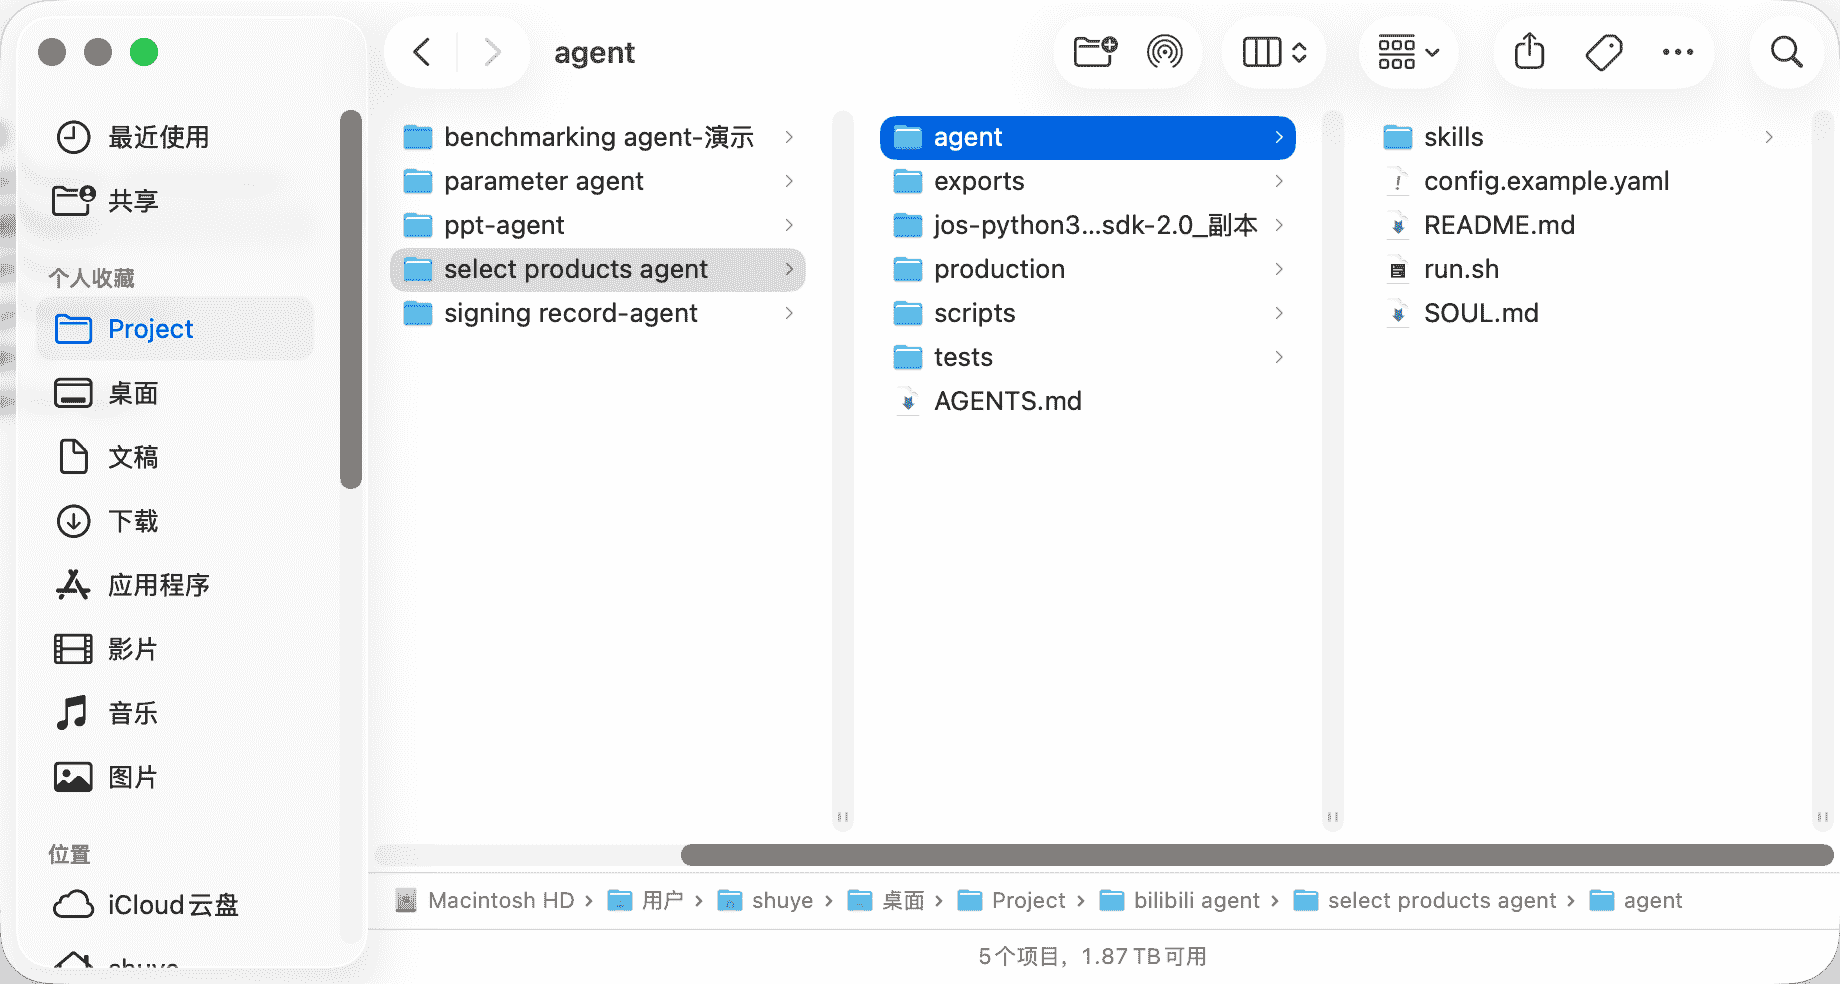 agent
最近使用
共享
个人收藏
Project
桌面
文稿
下载
应用程序
影片
音乐
图片
位置
iCloud云盘
benchmarking agent-演示
parameter agent
ppt-agent
select products agent
signing record-agent
agent
exports
jos-python3...sdk-2.0_副本
production
scripts
tests
AGENTS.md
skills
config.example.yaml
README.md
run.sh
SOUL.md
Macintosh HD › 用户 › shuye › 桌面 › Project › bilibili agent › select products agent › agent
5个项目，1.87 TB可用